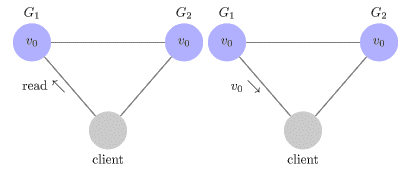 G₁ G₂ G₁ G₂
v₀ v₀ v₀ v₀
read v₀
client client